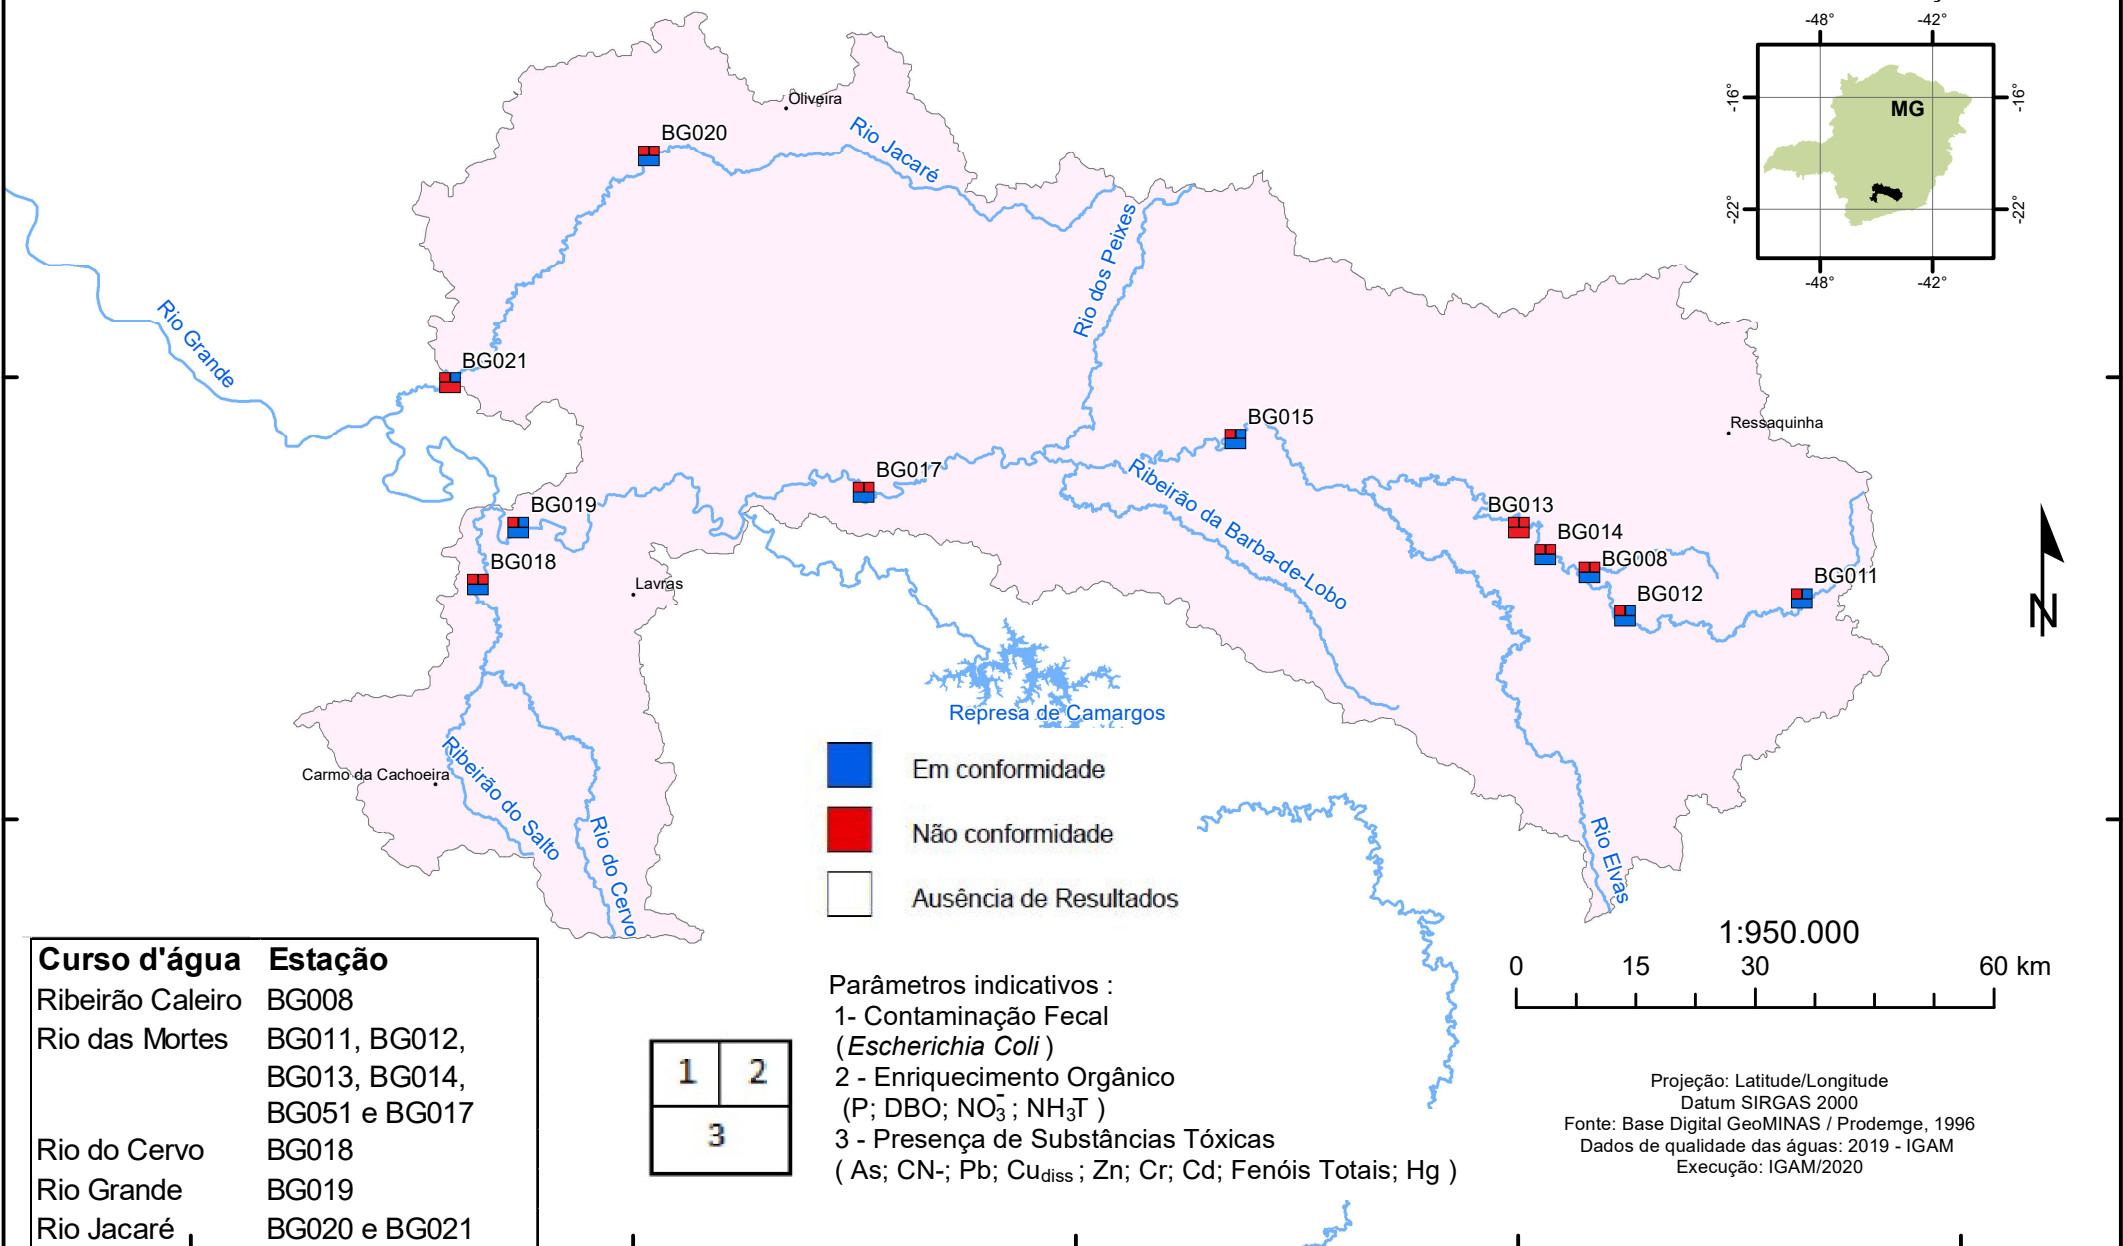 -48°
-42°
-16°
MG
-16°
-22°
-22°
-48°
-42°
Oliveira
BG020
Rio Jacaré
Rio dos Peixes
Rio Grande
BG021
BG015
Ressaquinha
BG017
Ribeirão da Barba-de-Lobo
BG019
BG013
BG014
BG018
BG008
Lavras
BG012
BG011
N
Represa de Camargos
Carmo da Cachoeira
Ribeirão do Salto
Rio do Cervo
Rio Elvas
Em conformidade
Não conformidade
Ausência de Resultados
1:950.000
0 15 30 60 km
Curso d'água Estação
Ribeirão Caleiro BG008
Rio das Mortes BG011, BG012,
BG013, BG014,
BG051 e BG017
Rio do Cervo BG018
Rio Grande BG019
Rio Jacaré BG020 e BG021
1 2
3
Parâmetros indicativos :
1- Contaminação Fecal
(Escherichia Coli )
2 - Enriquecimento Orgânico
(P; DBO; NO₃⁻ ; NH₃T )
3 - Presença de Substâncias Tóxicas
( As; CN-; Pb; Cudiss ; Zn; Cr; Cd; Fenóis Totais; Hg )
Projeção: Latitude/Longitude
Datum SIRGAS 2000
Fonte: Base Digital GeoMINAS / Prodemge, 1996
Dados de qualidade das águas: 2019 - IGAM
Execução: IGAM/2020